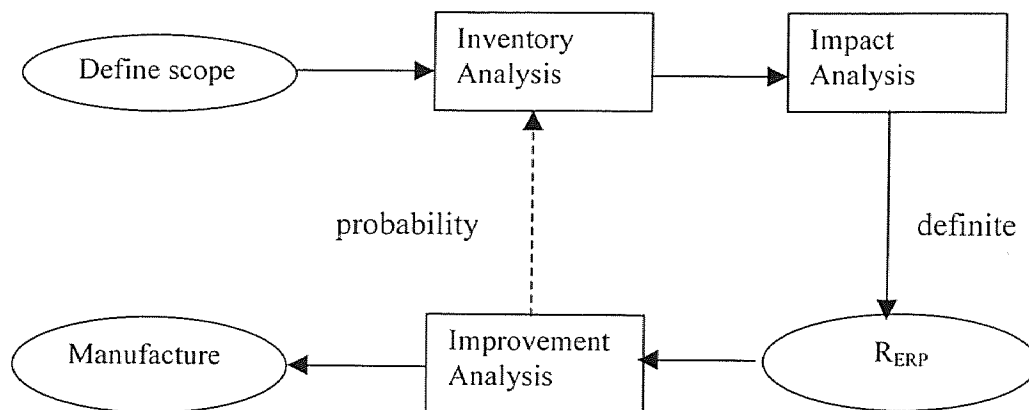 Define scope
Inventory
Analysis
Impact
Analysis
probability
definite
Manufacture
Improvement
Analysis
R_ERP